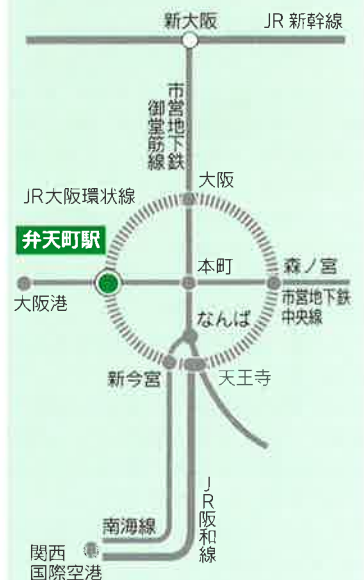 新大阪
JR 新幹線
市営地下鉄
御堂筋線
大阪
JR大阪環状線
弁天町駅
本町
森ノ宮
大阪港
市営地下鉄
中央線
なんば
新今宮
天王寺
JR阪和線
南海線
関西
国際空港